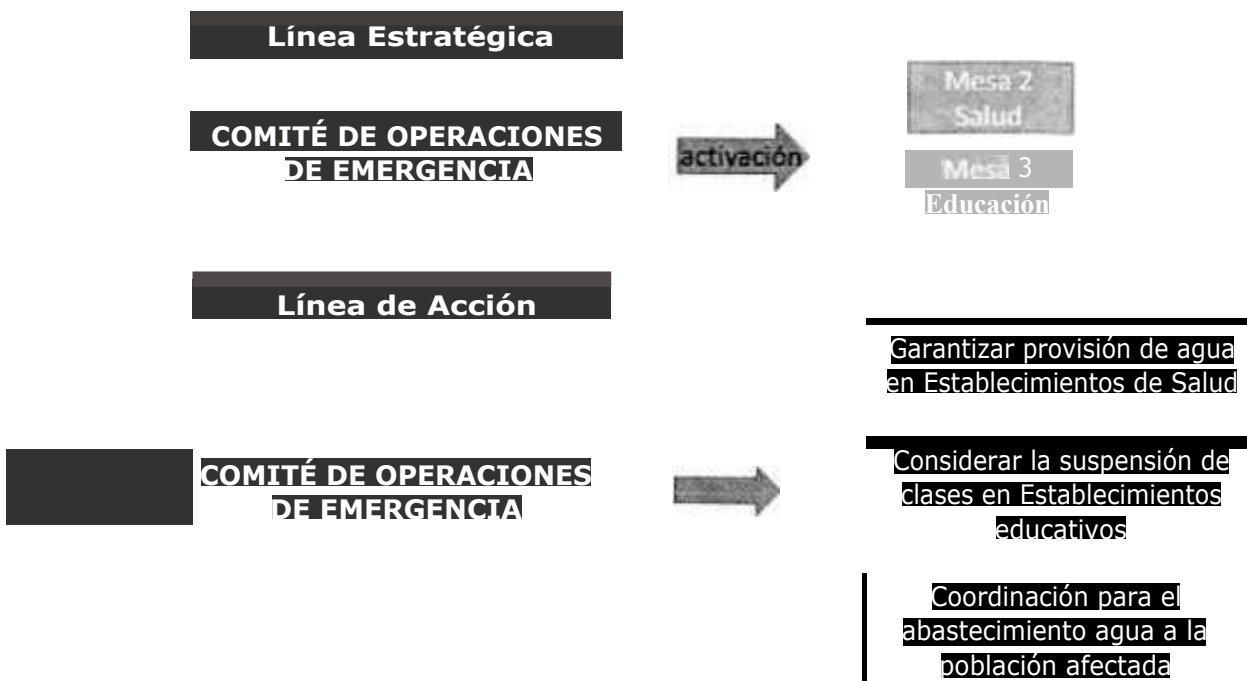 Línea Estratégica
COMITÉ DE OPERACIONES
DE EMERGENCIA
activación
Mesa 2
Salud
Mesa 3
Educación
Línea de Acción
COMITÉ DE OPERACIONES
DE EMERGENCIA
Garantizar provisión de agua
en Establecimientos de Salud
Considerar la suspensión de
clases en Establecimientos
educativos
Coordinación para el
abastecimiento agua a la
población afectada